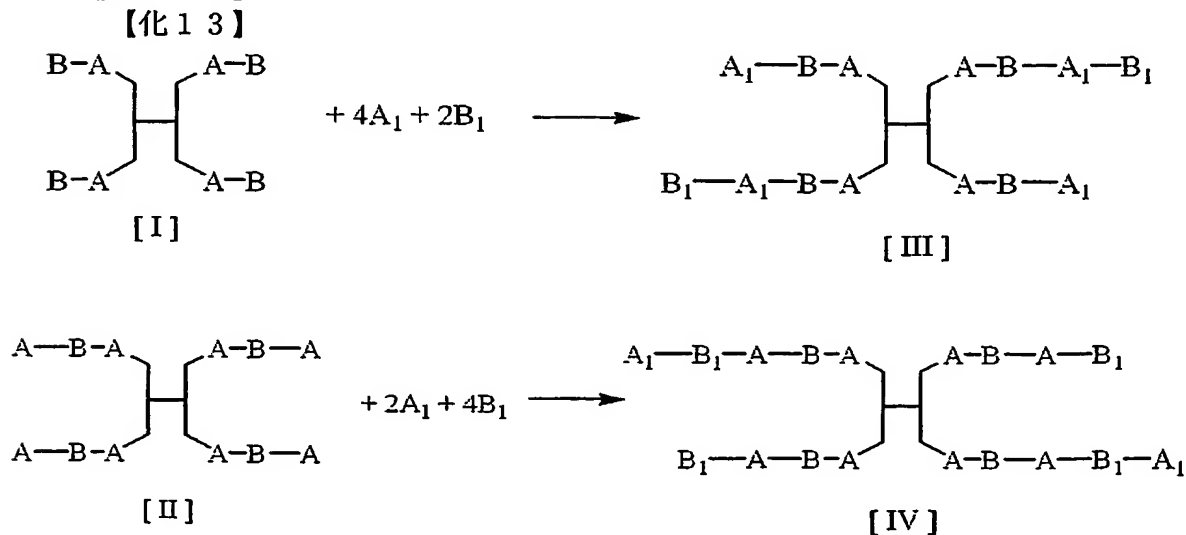 【化13】
B-A A-B A₁-B-A A-B-A₁-B₁
+ 4A₁ + 2B₁
B-A A-B B₁-A₁-B-A A-B-A₁
[I] [III]
A-B-A A-B-A A₁-B₁-A-B-A A-B-A-B₁
+ 2A₁ + 4B₁
A-B-A A-B-A B₁-A-B-A A-B-A-B₁-A₁
[II] [IV]